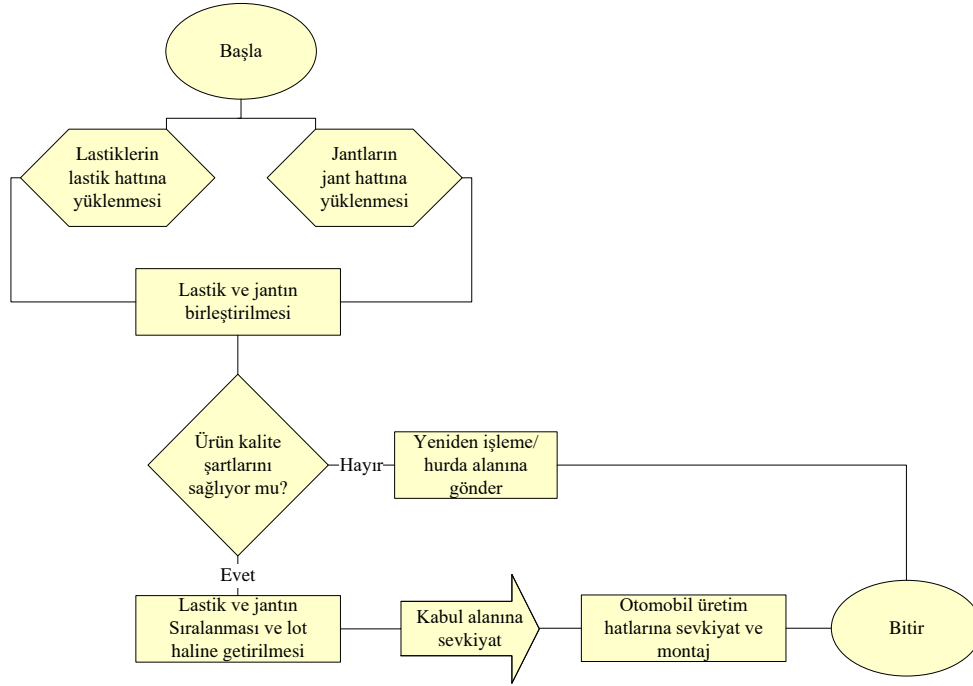 Başla
Lastiklerin
lastik hattına
yüklenmesi
Jantların
jant hattına
yüklenmesi
Lastik ve jantın
birleştirilmesi
Ürün kalite
şartlarını
sağlıyor mu?
Hayır
Yeniden işleme/
hurda alanına
gönder
Evet
Lastik ve jantın
Sıralanması ve lot
haline getirilmesi
Kabul alanına
sevkiyat
Otomobil üretim
hatlarına sevkiyat ve
montaj
Bitir